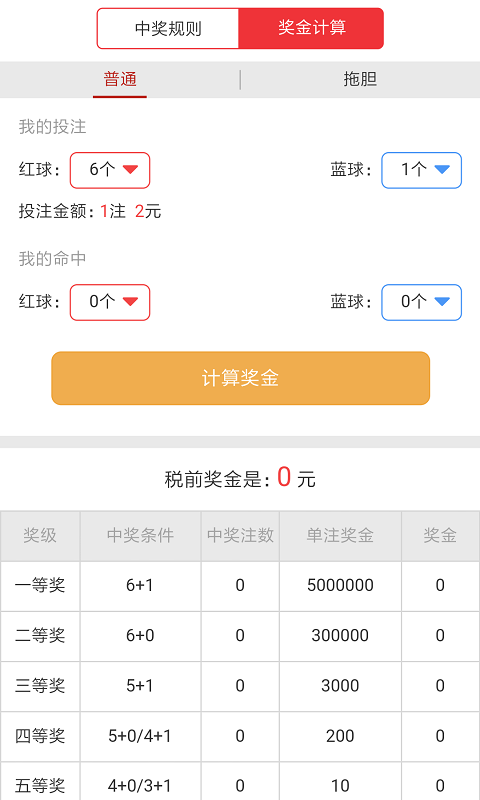 中奖规则 奖金计算
普通 拖胆
我的投注
红球: 6个 蓝球: 1个
投注金额: 1注 2元
我的命中
红球: 0个 蓝球: 0个
计算奖金
税前奖金是: 0 元
奖级 中奖条件 中奖注数 单注奖金 奖金
一等奖 6+1 0 5000000 0
二等奖 6+0 0 300000 0
三等奖 5+1 0 3000 0
四等奖 5+0/4+1 0 200 0
五等奖 4+0/3+1 0 10 0